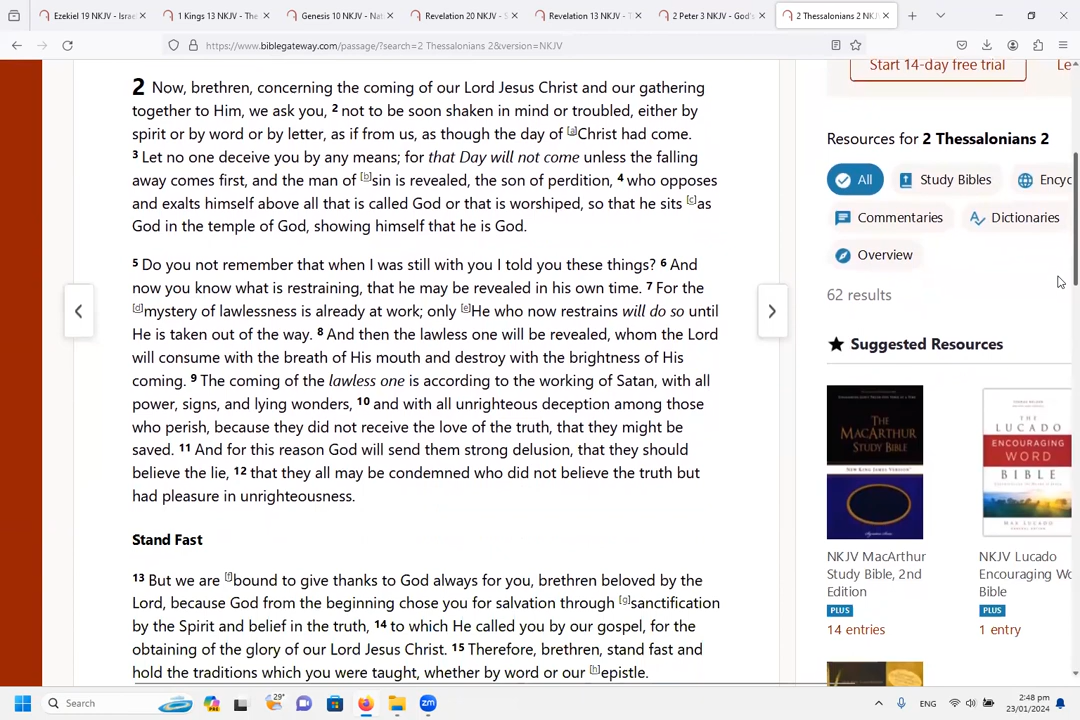 Ezekiel 19 NKJV - Israel
1 Kings 13 NKJV - The
Genesis 10 NKJV - Nat
Revelation 20 NKJV - S
Revelation 13 NKJV - T
2 Peter 3 NKJV - God's
2 Thessalonians 2 NKJ
https://www.biblegateway.com/passage/?search=2 Thessalonians 2&version=NKJV
2 Now, brethren, concerning the coming of our Lord Jesus Christ and our gathering
together to Him, we ask you, 2 not to be soon shaken in mind or troubled, either by
spirit or by word or by letter, as if from us, as though the day of [a]Christ had come.
3 Let no one deceive you by any means; for that Day will not come unless the falling
away comes first, and the man of [b]sin is revealed, the son of perdition, 4 who opposes
and exalts himself above all that is called God or that is worshiped, so that he sits [c]as
God in the temple of God, showing himself that he is God.
5 Do you not remember that when I was still with you I told you these things? 6 And
now you know what is restraining, that he may be revealed in his own time. 7 For the
[d]mystery of lawlessness is already at work; only [e]He who now restrains will do so until
He is taken out of the way. 8 And then the lawless one will be revealed, whom the Lord
will consume with the breath of His mouth and destroy with the brightness of His
coming. 9 The coming of the lawless one is according to the working of Satan, with all
power, signs, and lying wonders, 10 and with all unrighteous deception among those
who perish, because they did not receive the love of the truth, that they might be
saved. 11 And for this reason God will send them strong delusion, that they should
believe the lie, 12 that they all may be condemned who did not believe the truth but
had pleasure in unrighteousness.
Stand Fast
13 But we are [f]bound to give thanks to God always for you, brethren beloved by the
Lord, because God from the beginning chose you for salvation through [g]sanctification
by the Spirit and belief in the truth, 14 to which He called you by our gospel, for the
obtaining of the glory of our Lord Jesus Christ. 15 Therefore, brethren, stand fast and
hold the traditions which you were taught, whether by word or our [h]epistle.
Start 14-day free trial
Le
Resources for 2 Thessalonians 2
All
Study Bibles
Encyc
Commentaries
Dictionaries
Overview
62 results
Suggested Resources
THE
MACARTHUR
STUDY BIBLE
NEW KING JAMES VERSION
THE
LUCADO
ENCOURAGING
WORD
BIBLE
MAX LUCADO
NKJV MacArthur
Study Bible, 2nd
Edition
PLUS
14 entries
NKJV Lucado
Encouraging Wo
Bible
PLUS
1 entry
Search
29°
ENG
2:48 pm
23/01/2024